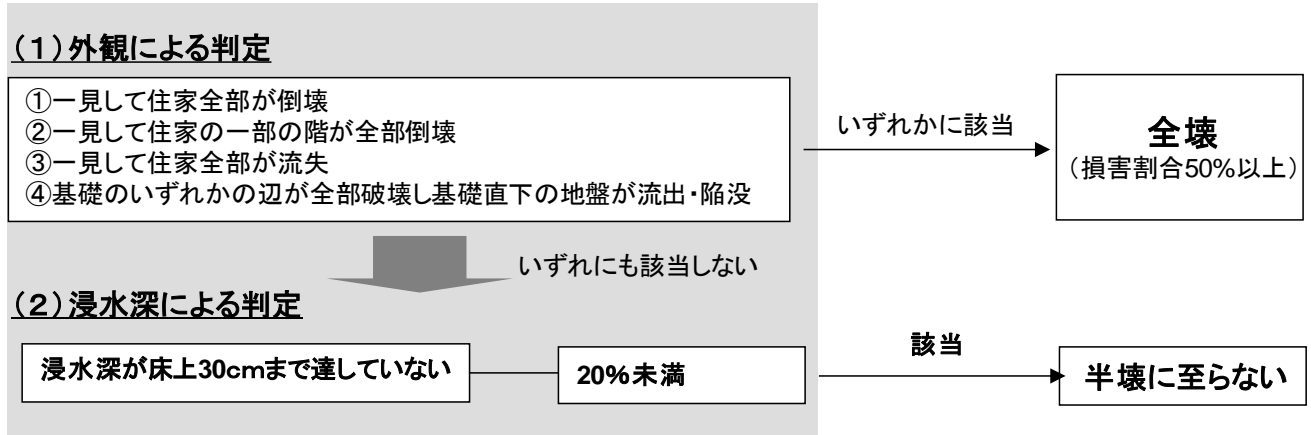 （１）外観による判定
①一見して住家全部が倒壊
②一見して住家の一部の階が全部倒壊
③一見して住家全部が流失
④基礎のいずれかの辺が全部破壊し基礎直下の地盤が流出・陥没
いずれかに該当
全壊
（損害割合50%以上）
いずれにも該当しない
（２）浸水深による判定
浸水深が床上30cmまで達していない
20%未満
該当
半壊に至らない